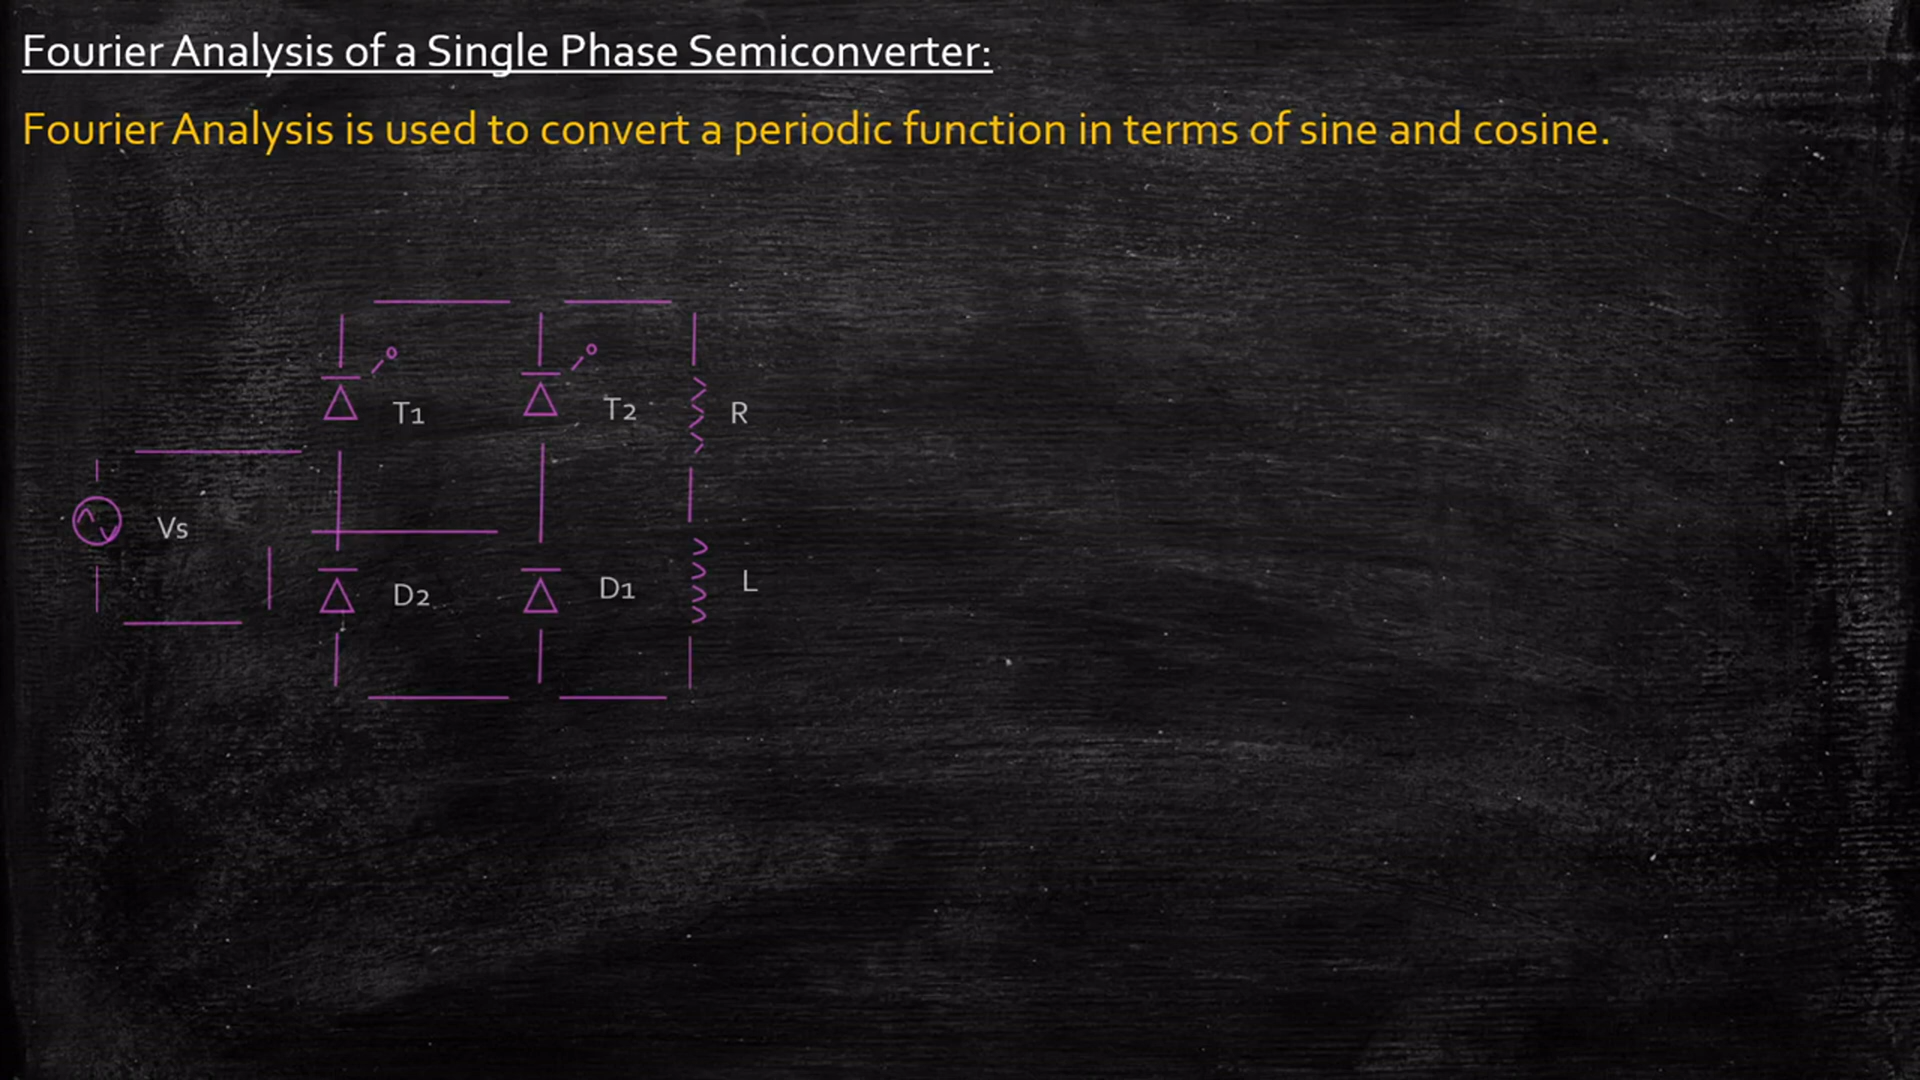 Fourier Analysis of a Single Phase Semiconverter:
Fourier Analysis is used to convert a periodic function in terms of sine and cosine.
T1
T2
R
Vs
D2
D1
L